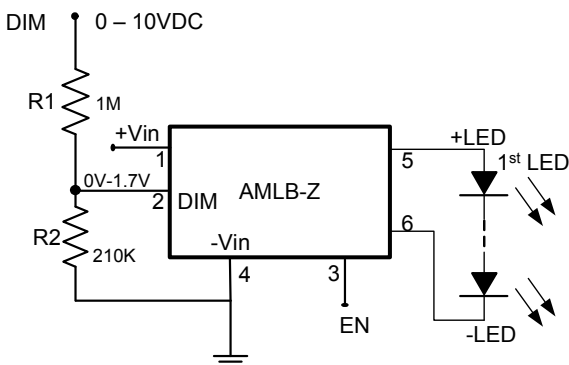 DIM 0 – 10VDC
R1 1M
+Vin
1
0V-1.7V
2 DIM
AMLB-Z
-Vin
5 +LED
1st LED
6
R2
210K
4
3
EN
-LED